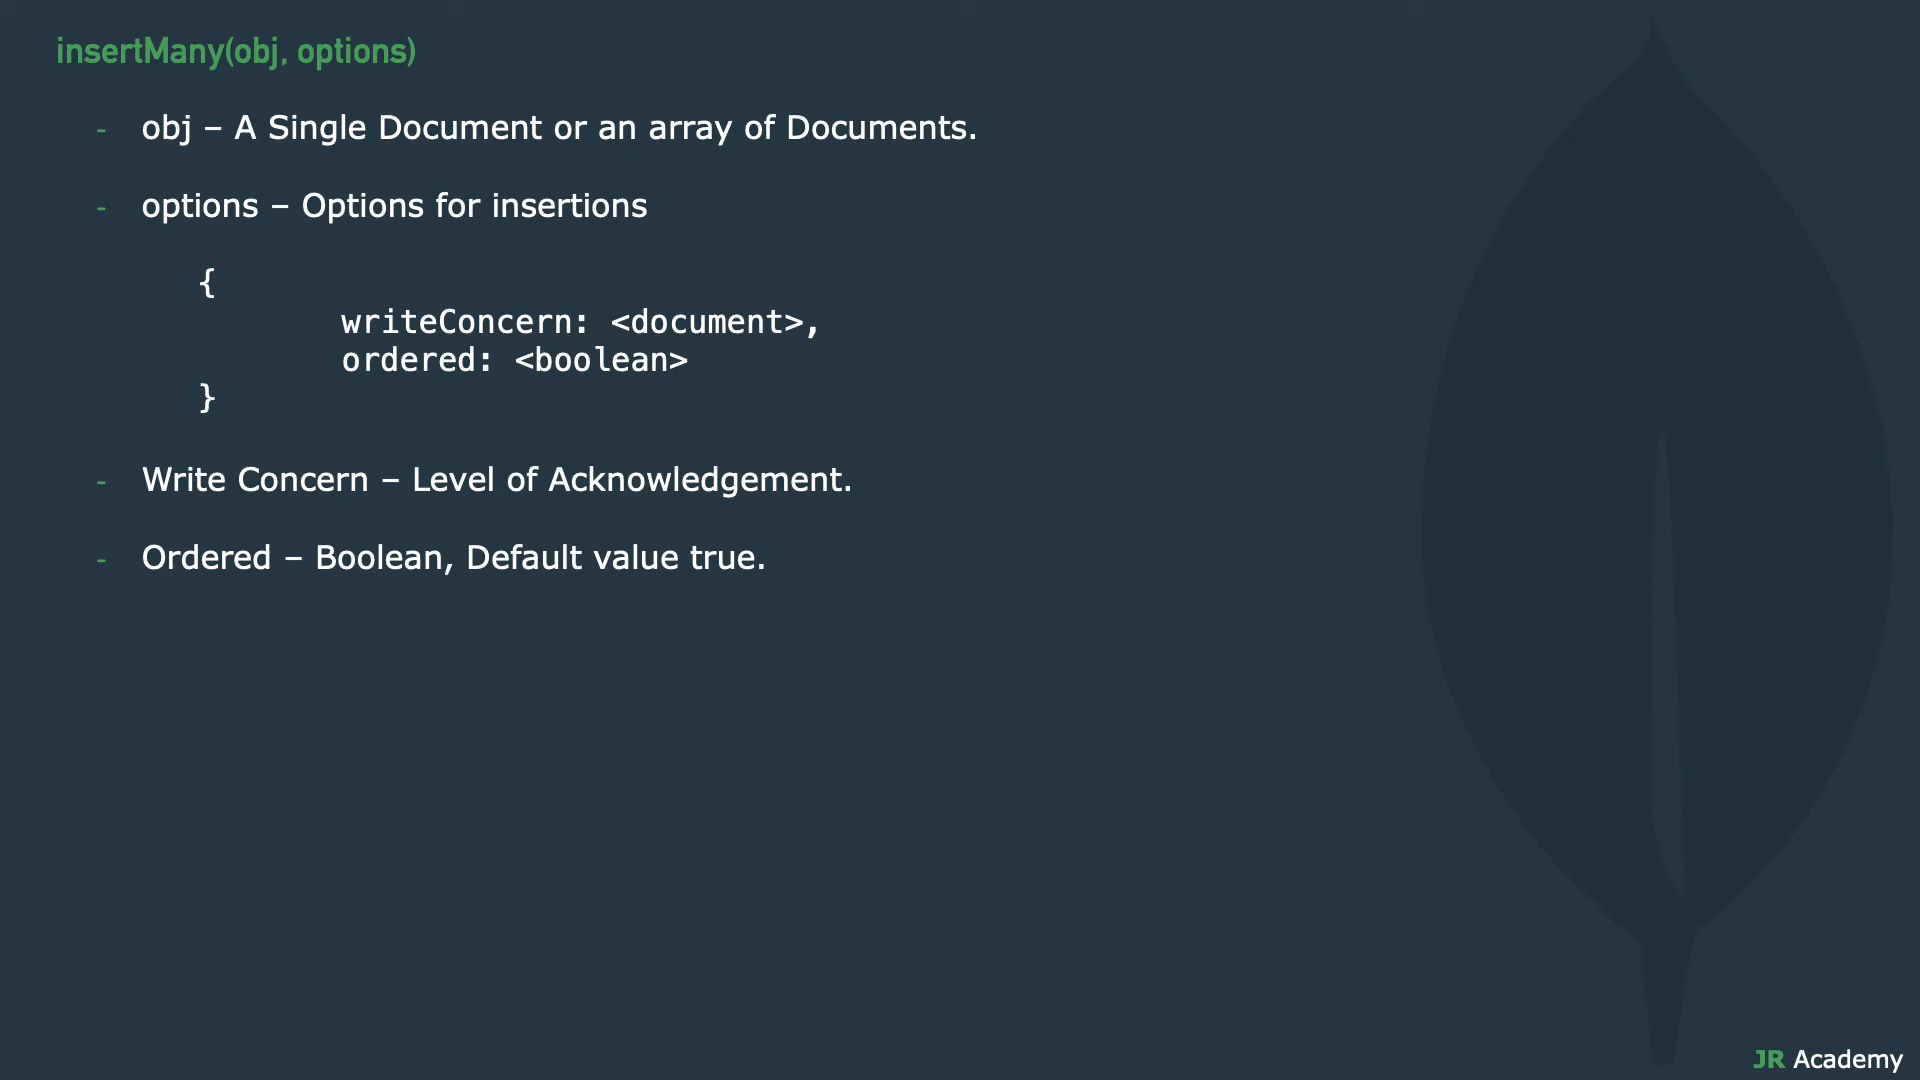 insertMany(obj, options)
- obj – A Single Document or an array of Documents.
- options – Options for insertions
{
writeConcern: <document>,
ordered: <boolean>
}
- Write Concern – Level of Acknowledgement.
- Ordered – Boolean, Default value true.
JR Academy